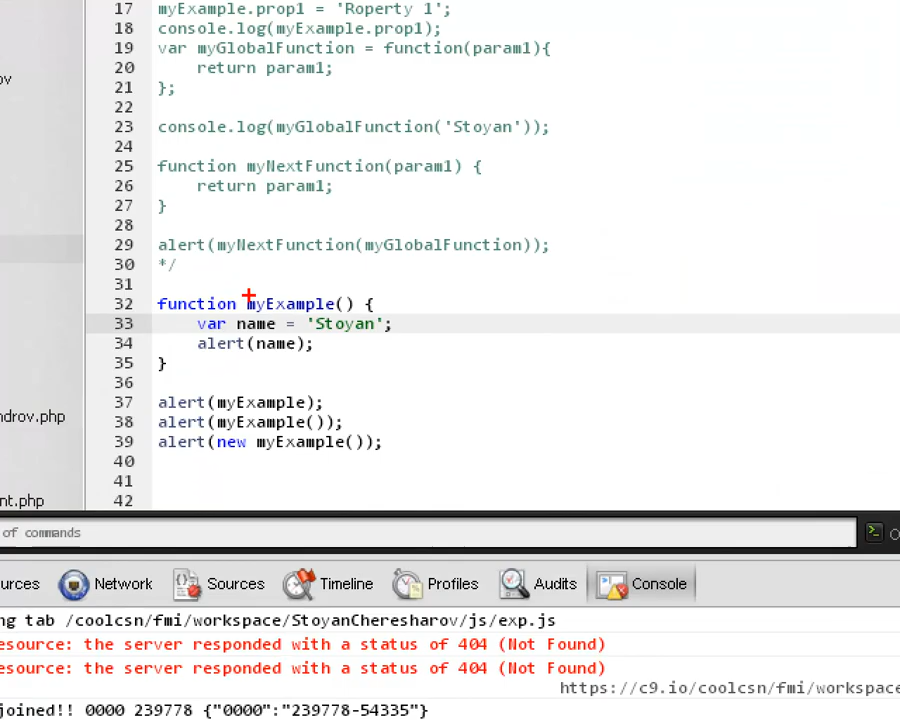 17 myExample.prop1 = 'Roperty 1';
18 console.log(myExample.prop1);
19 var myGlobalFunction = function(param1){
ov
20 return param1;
21 };
22
23 console.log(myGlobalFunction('Stoyan'));
24
25 function myNextFunction(param1) {
26 return param1;
27 }
28
29 alert(myNextFunction(myGlobalFunction));
30 */
31
32 function myExample() {
33 var name = 'Stoyan';
34 alert(name);
35 }
36
37 alert(myExample);
ndrov.php
38 alert(myExample());
39 alert(new myExample());
40
41
nt.php
42
of commands
urces Network Sources Timeline Profiles Audits Console
ng tab /coolcsn/fmi/workspace/StoyanCheresharov/js/exp.js
esource: the server responded with a status of 404 (Not Found)
esource: the server responded with a status of 404 (Not Found)
https://c9.io/coolcsn/fmi/workspace
joined!! 0000 239778 {"0000":"239778-54335"}